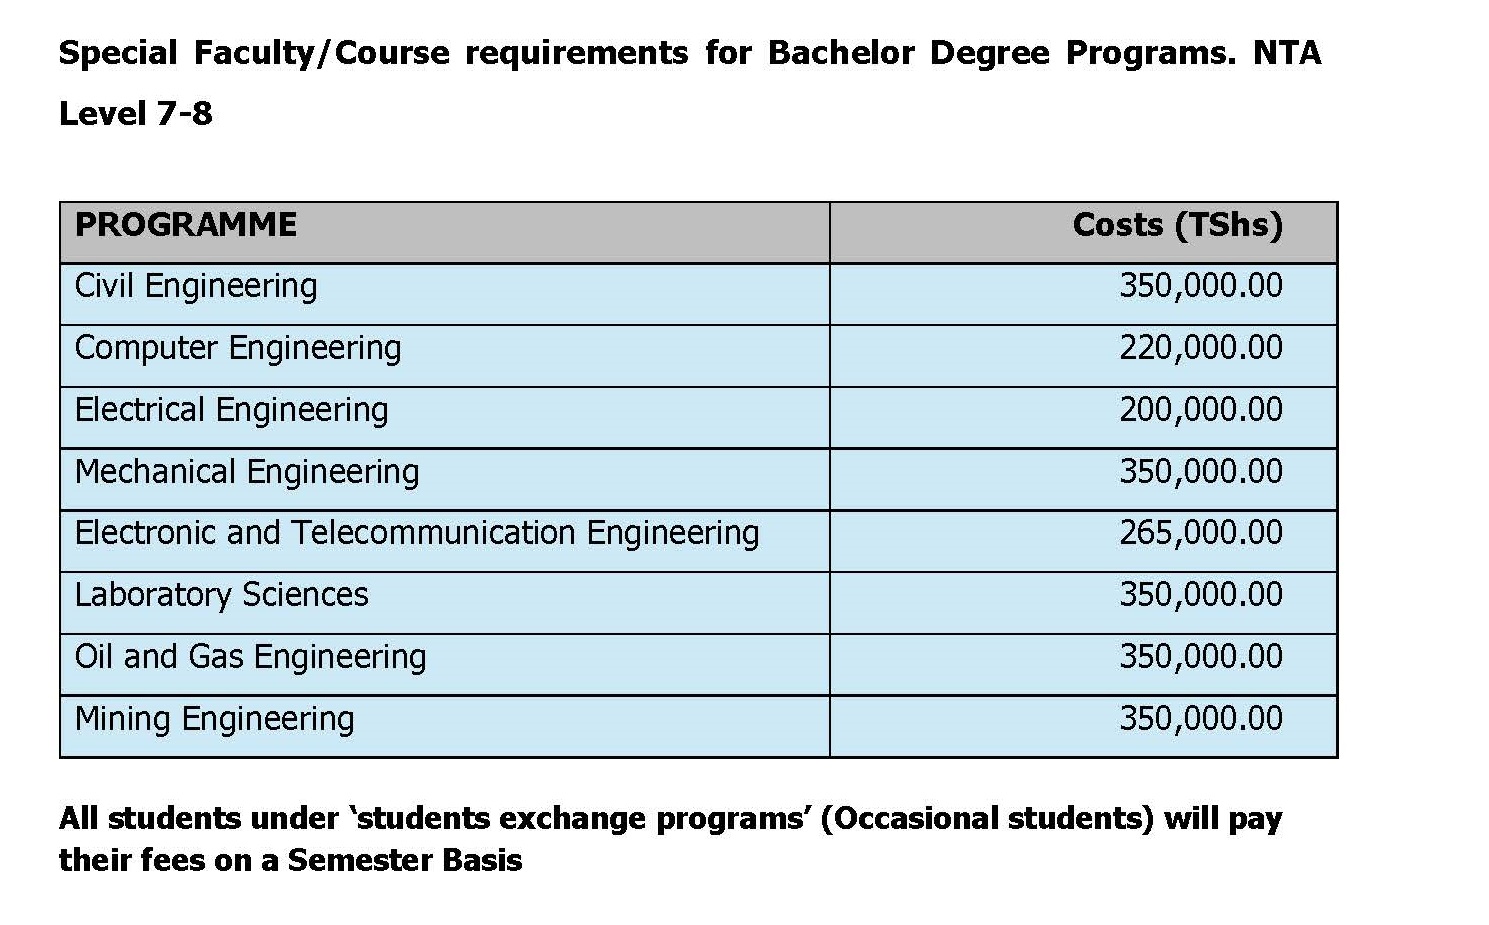 Special Faculty/Course requirements for Bachelor Degree Programs. NTA
Level 7-8
PROGRAMME Costs (TShs)
Civil Engineering 350,000.00
Computer Engineering 220,000.00
Electrical Engineering 200,000.00
Mechanical Engineering 350,000.00
Electronic and Telecommunication Engineering 265,000.00
Laboratory Sciences 350,000.00
Oil and Gas Engineering 350,000.00
Mining Engineering 350,000.00
All students under ‘students exchange programs’ (Occasional students) will pay
their fees on a Semester Basis